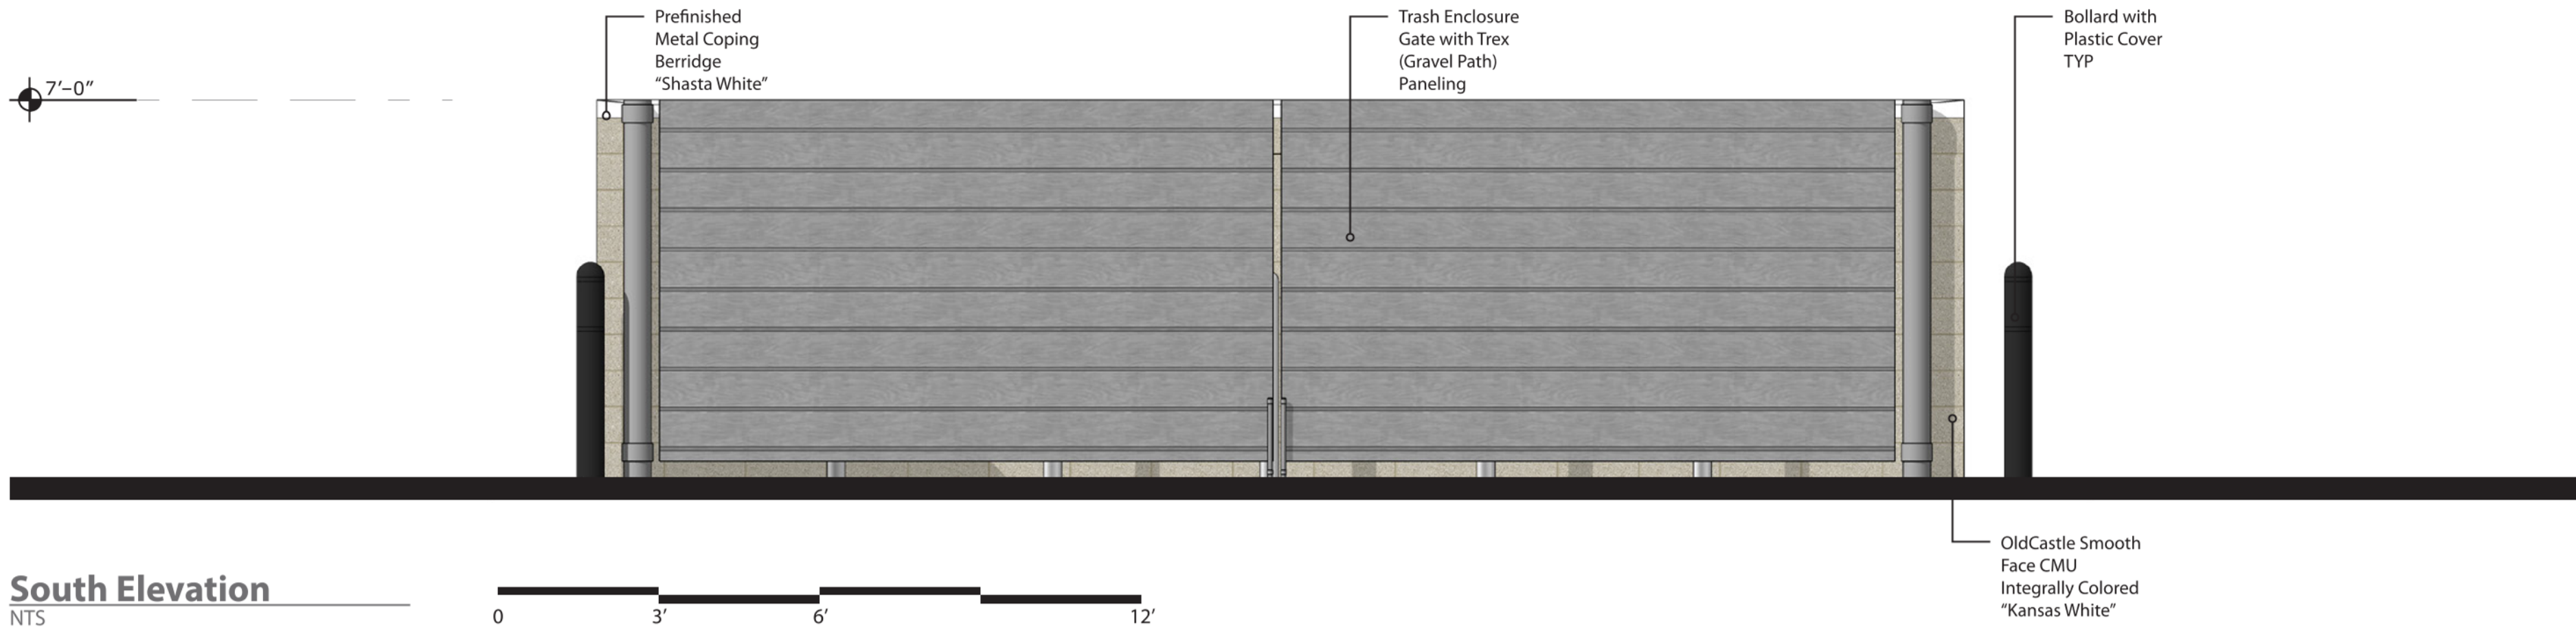 Prefinished
Metal Coping
Berridge
“Shasta White”
Trash Enclosure
Gate with Trex
(Gravel Path)
Paneling
Bollard with
Plastic Cover
TYP
7’–0”
OldCastle Smooth
Face CMU
Integrally Colored
“Kansas White”
South Elevation
NTS
0 3’ 6’ 12’